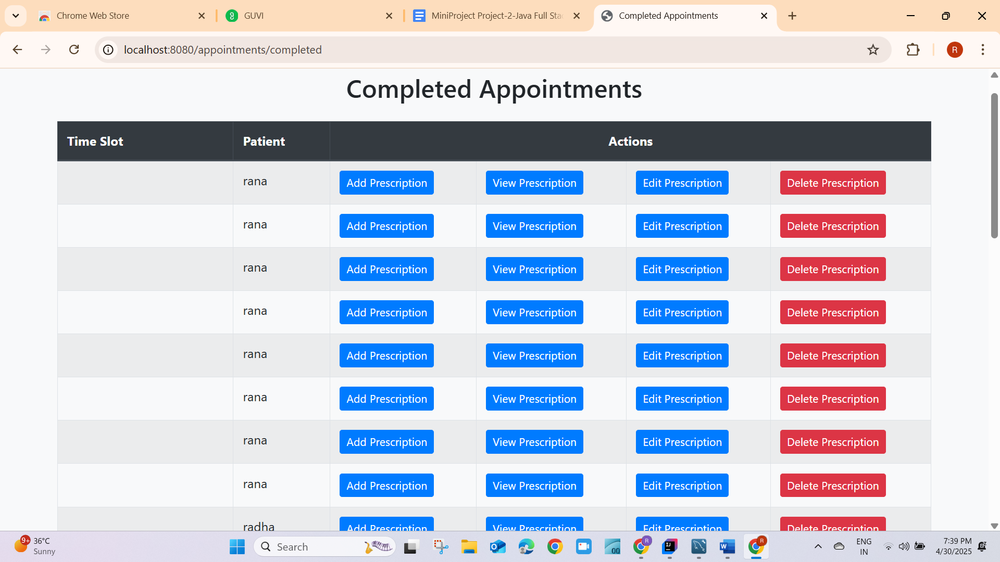 Chrome Web Store
GUVI
MiniProject Project-2-Java Full Sta
Completed Appointments
localhost:8080/appointments/completed
R
Completed Appointments
Time Slot Patient Actions
rana Add Prescription View Prescription Edit Prescription Delete Prescription
rana Add Prescription View Prescription Edit Prescription Delete Prescription
rana Add Prescription View Prescription Edit Prescription Delete Prescription
rana Add Prescription View Prescription Edit Prescription Delete Prescription
rana Add Prescription View Prescription Edit Prescription Delete Prescription
rana Add Prescription View Prescription Edit Prescription Delete Prescription
rana Add Prescription View Prescription Edit Prescription Delete Prescription
rana Add Prescription View Prescription Edit Prescription Delete Prescription
radha Add Prescription View Prescription Edit Prescription Delete Prescription
9+
36°C
Sunny
Search
R
R
ENG
IN
7:39 PM
4/30/2025